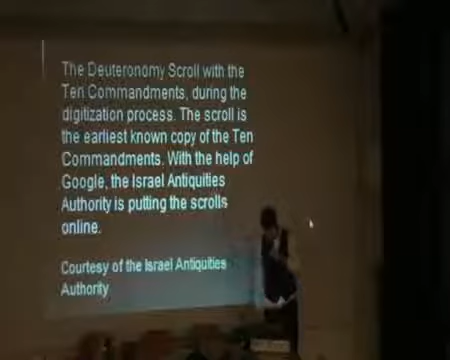 The Deuteronomy Scroll with the
Ten Commandments, during the
digitization process. The scroll is
the earliest known copy of the Ten
Commandments. With the help of
Google, the Israel Antiquities
Authority is putting the scrolls
online.
Courtesy of the Israel Antiquities
Authority